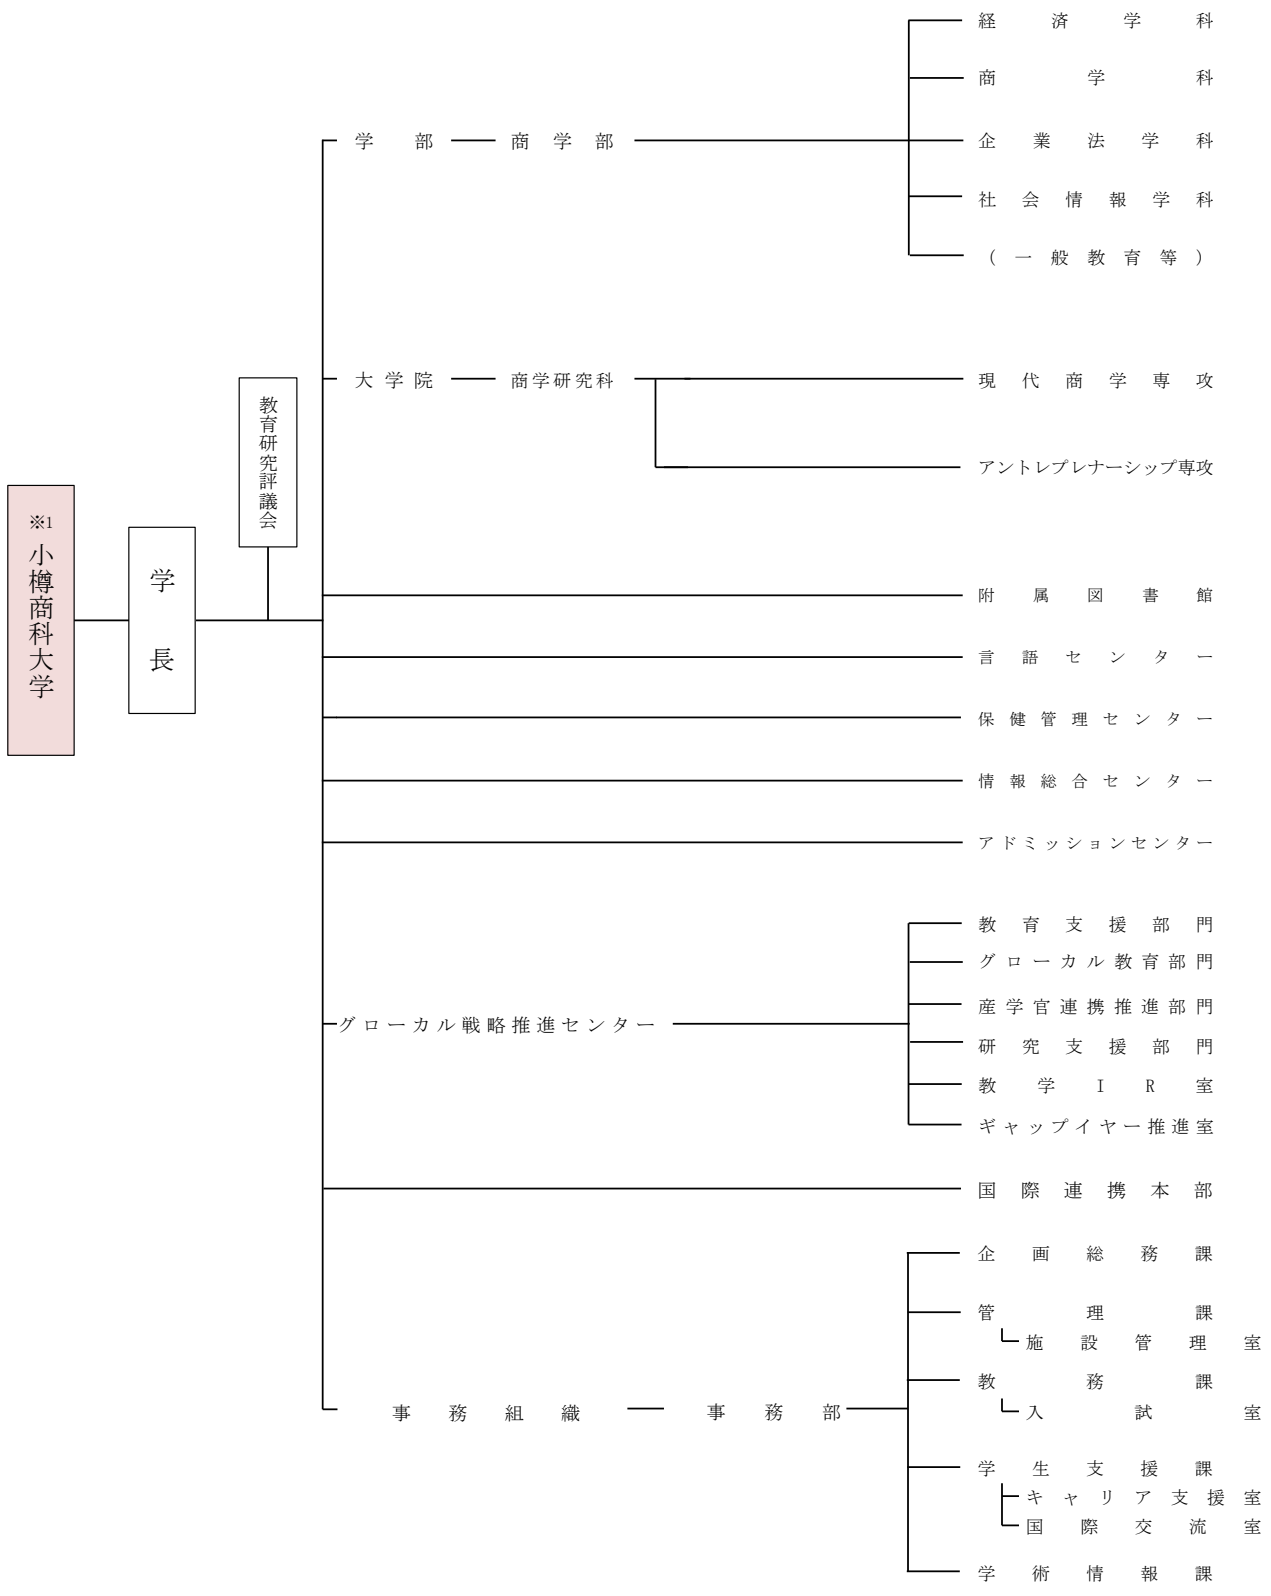 ※1
小樽商科大学
学長
教育研究評議会
学部
商学部
経済学科
商学科
企業法学科
社会情報学科
（一般教育等）
大学院
商学研究科
現代商学専攻
アントレプレナーシップ専攻
附属図書館
言語センター
保健管理センター
情報総合センター
アドミッションセンター
グローカル戦略推進センター
教育支援部門
グローカル教育部門
産学官連携推進部門
研究支援部門
教学IR室
ギャップイヤー推進室
国際連携本部
事務組織
事務部
企画総務課
管理課
施設管理室
教務課
入試室
学生支援課
キャリア支援室
国際交流室
学術情報課